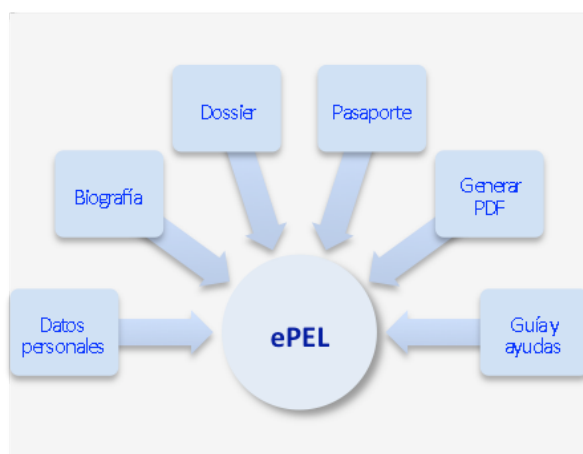 Dossier
Pasaporte
Biografía
Generar
PDF
Datos
personales
ePEL
Guía y
ayudas